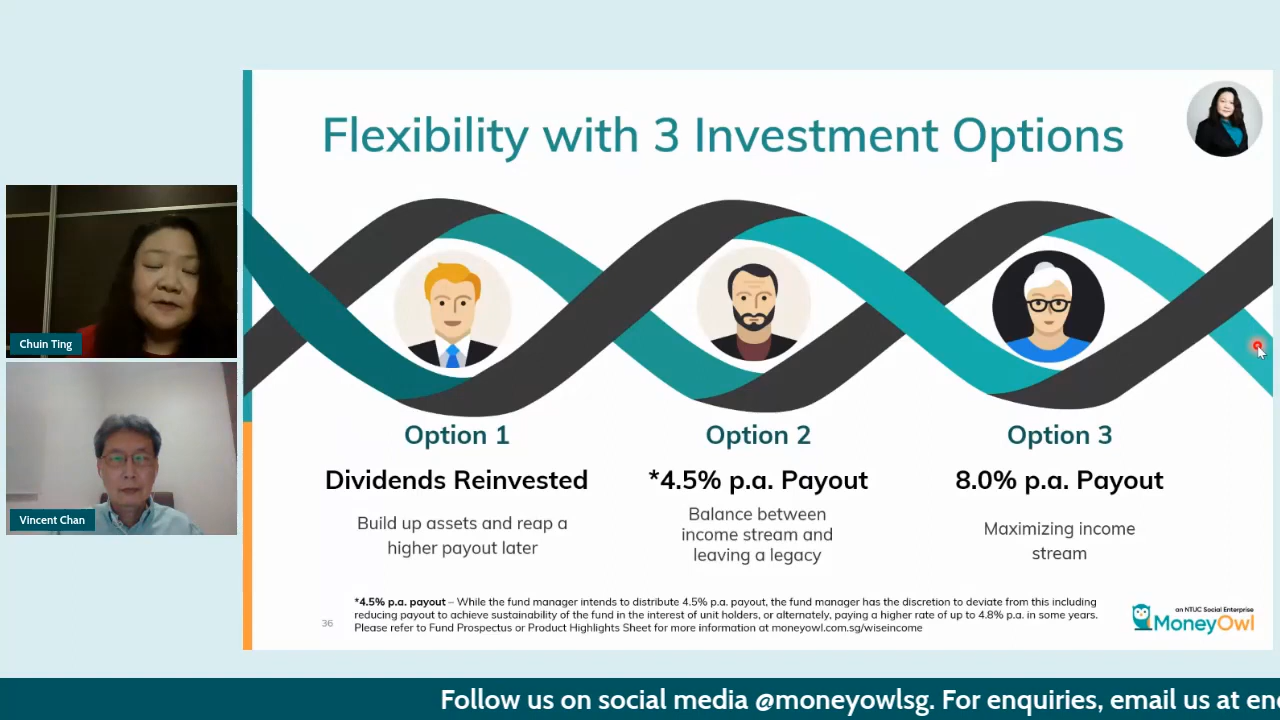 Flexibility with 3 Investment Options
Chuin Ting
Vincent Chan
Option 1
Dividends Reinvested
Build up assets and reap a
higher payout later
Option 2
*4.5% p.a. Payout
Balance between
income stream and
leaving a legacy
Option 3
8.0% p.a. Payout
Maximizing income
stream
*4.5% p.a. payout – While the fund manager intends to distribute 4.5% p.a. payout, the fund manager has the discretion to deviate from this including
reducing payout to achieve sustainability of the fund in the interest of unit holders, or alternately, paying a higher rate of up to 4.8% p.a. in some years.
Please refer to Fund Prospectus or Product Highlights Sheet for more information at moneyowl.com.sg/wiseincome
36
an NTUC Social Enterprise
MoneyOwl
Follow us on social media @moneyowlsg. For enquiries, email us at en